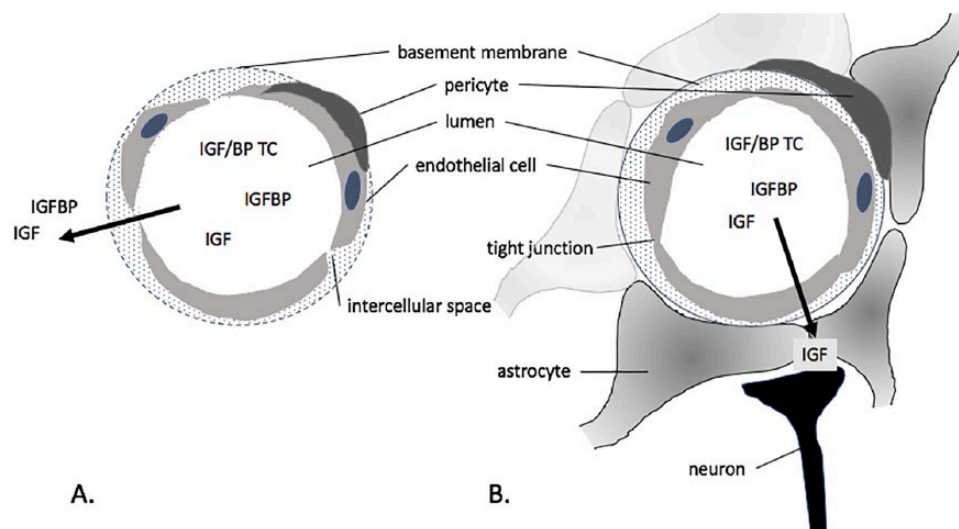 basement membrane
pericyte
lumen
endothelial cell
tight junction
intercellular space
astrocyte
neuron
IGF/BP TC
IGFBP
IGF
IGFBP
IGF
A.
IGF/BP TC
IGFBP
IGF
IGF
B.